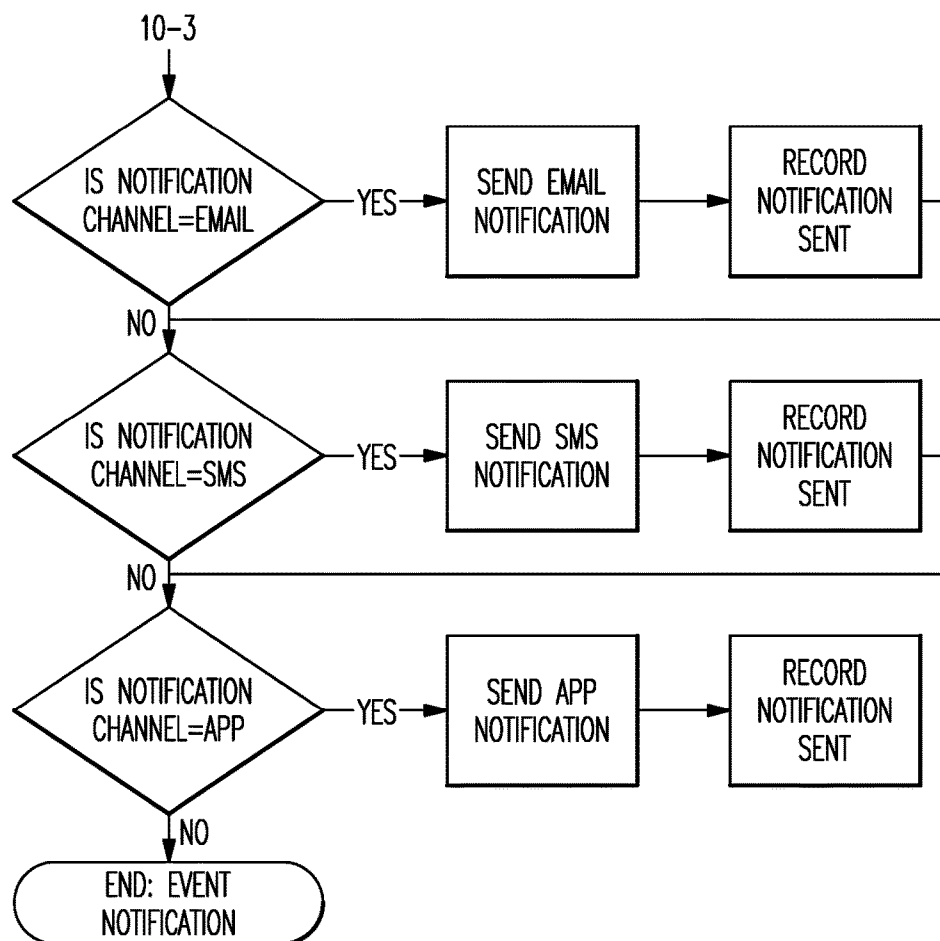 10-3
IS NOTIFICATION
CHANNEL=EMAIL
YES
SEND EMAIL
NOTIFICATION
RECORD
NOTIFICATION
SENT
NO
IS NOTIFICATION
CHANNEL=SMS
YES
SEND SMS
NOTIFICATION
RECORD
NOTIFICATION
SENT
NO
IS NOTIFICATION
CHANNEL=APP
YES
SEND APP
NOTIFICATION
RECORD
NOTIFICATION
SENT
NO
END: EVENT
NOTIFICATION